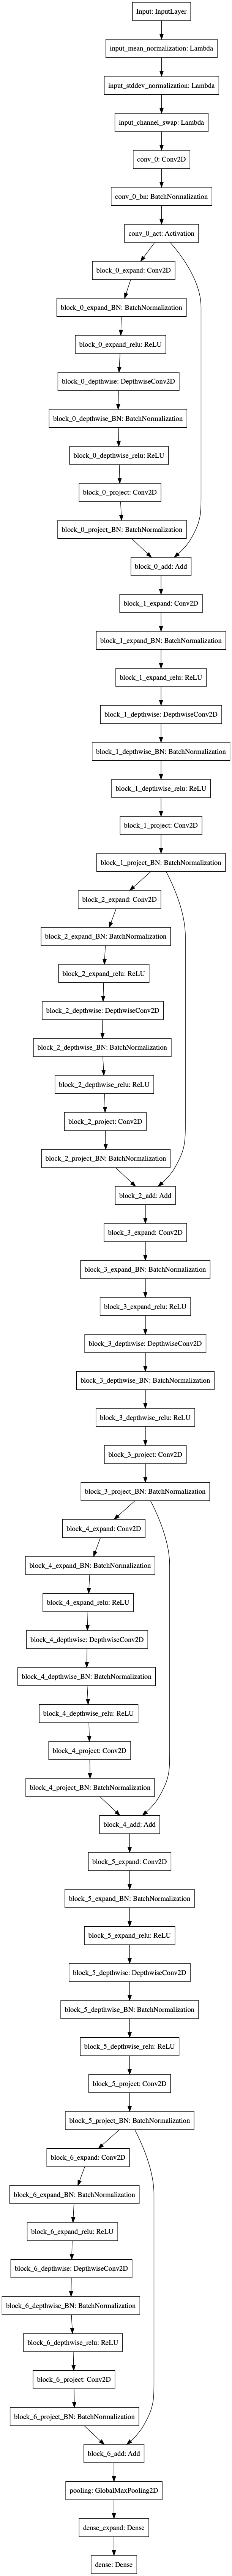 Input: InputLayer
input_mean_normalization: Lambda
input_stddev_normalization: Lambda
input_channel_swap: Lambda
conv_0: Conv2D
conv_0_bn: BatchNormalization
conv_0_act: Activation
block_0_expand: Conv2D
block_0_expand_BN: BatchNormalization
block_0_expand_relu: ReLU
block_0_depthwise: DepthwiseConv2D
block_0_depthwise_BN: BatchNormalization
block_0_depthwise_relu: ReLU
block_0_project: Conv2D
block_0_project_BN: BatchNormalization
block_0_add: Add
block_1_expand: Conv2D
block_1_expand_BN: BatchNormalization
block_1_expand_relu: ReLU
block_1_depthwise: DepthwiseConv2D
block_1_depthwise_BN: BatchNormalization
block_1_depthwise_relu: ReLU
block_1_project: Conv2D
block_1_project_BN: BatchNormalization
block_2_expand: Conv2D
block_2_expand_BN: BatchNormalization
block_2_expand_relu: ReLU
block_2_depthwise: DepthwiseConv2D
block_2_depthwise_BN: BatchNormalization
block_2_depthwise_relu: ReLU
block_2_project: Conv2D
block_2_project_BN: BatchNormalization
block_2_add: Add
block_3_expand: Conv2D
block_3_expand_BN: BatchNormalization
block_3_expand_relu: ReLU
block_3_depthwise: DepthwiseConv2D
block_3_depthwise_BN: BatchNormalization
block_3_depthwise_relu: ReLU
block_3_project: Conv2D
block_3_project_BN: BatchNormalization
block_4_expand: Conv2D
block_4_expand_BN: BatchNormalization
block_4_expand_relu: ReLU
block_4_depthwise: DepthwiseConv2D
block_4_depthwise_BN: BatchNormalization
block_4_depthwise_relu: ReLU
block_4_project: Conv2D
block_4_project_BN: BatchNormalization
block_4_add: Add
block_5_expand: Conv2D
block_5_expand_BN: BatchNormalization
block_5_expand_relu: ReLU
block_5_depthwise: DepthwiseConv2D
block_5_depthwise_BN: BatchNormalization
block_5_depthwise_relu: ReLU
block_5_project: Conv2D
block_5_project_BN: BatchNormalization
block_6_expand: Conv2D
block_6_expand_BN: BatchNormalization
block_6_expand_relu: ReLU
block_6_depthwise: DepthwiseConv2D
block_6_depthwise_BN: BatchNormalization
block_6_depthwise_relu: ReLU
block_6_project: Conv2D
block_6_project_BN: BatchNormalization
block_6_add: Add
pooling: GlobalMaxPooling2D
dense_expand: Dense
dense: Dense